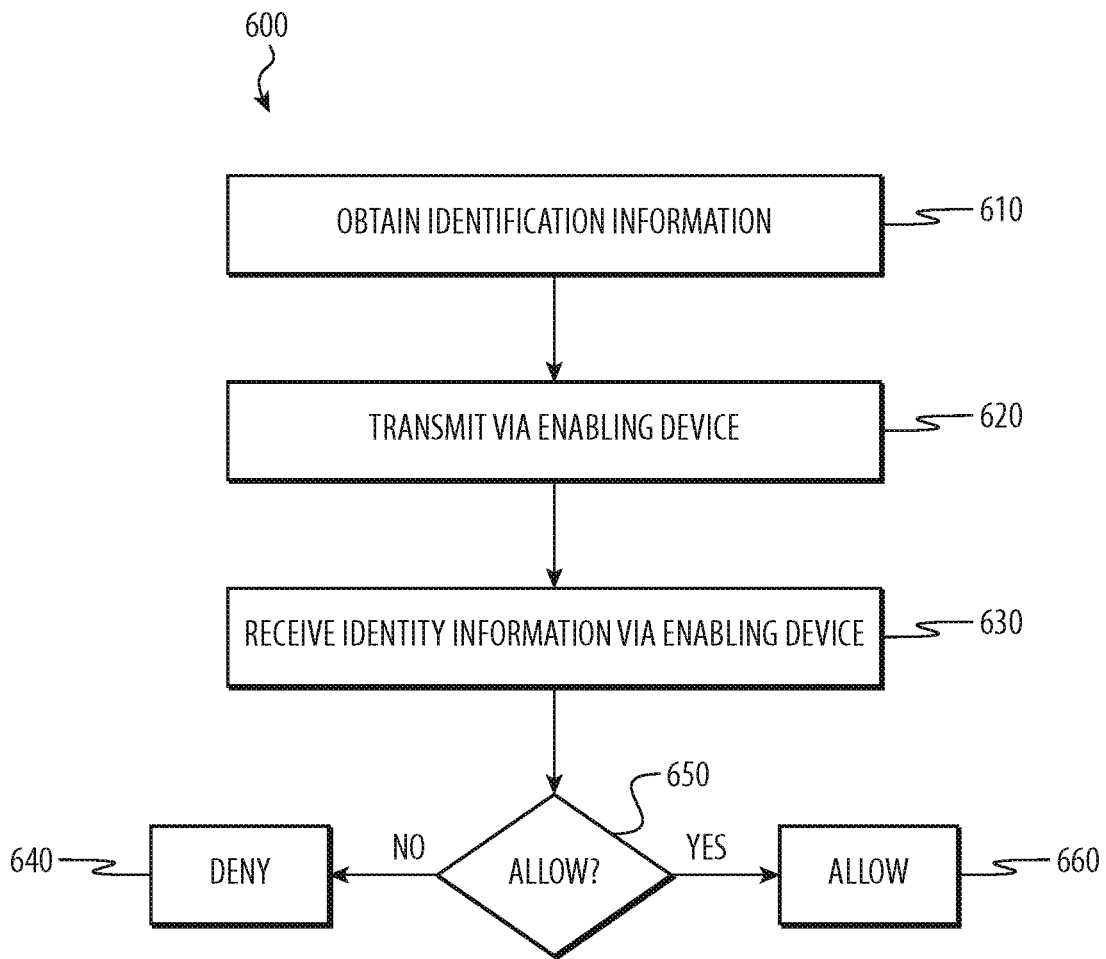 600
OBTAIN IDENTIFICATION INFORMATION
610
TRANSMIT VIA ENABLING DEVICE
620
RECEIVE IDENTITY INFORMATION VIA ENABLING DEVICE
630
650
640
DENY
NO
ALLOW?
YES
ALLOW
660